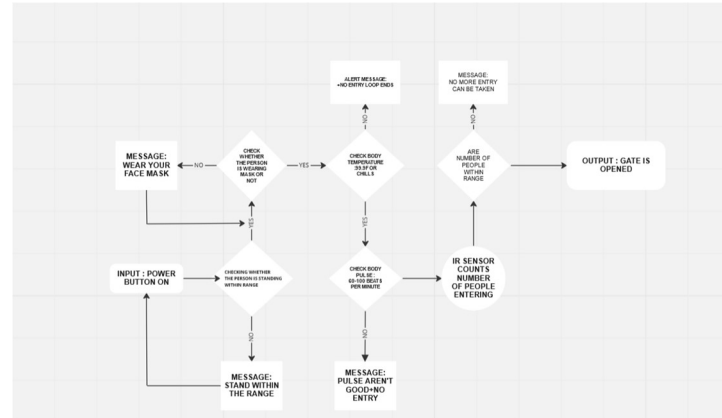 ALERT MESSAGE:
+NO ENTRY LOOP ENDS
MESSAGE:
NO MORE ENTRY
CAN BE TAKEN
NO
NO
MESSAGE:
WEAR YOUR
FACE MASK
NO
CHECK
WHETHER
THE PERSON
IS WEARING
MASK OR
NOT
YES
CHECK BODY
TEMPERATURE
:99.5F OR
CHILLS
ARE
NUMBER OF
PEOPLE
WITHIN
RANGE
OUTPUT : GATE IS
OPENED
YES
YES
INPUT : POWER
BUTTON ON
CHECKING WHETHER
THE PERSON IS STANDING
WITHIN RANGE
CHECK BODY
PULSE :
60-100 BEATS
PER MINUTE
IR SENSOR
COUNTS
NUMBER
OF PEOPLE
ENTERING
NO
NO
MESSAGE:
STAND WITHIN
THE RANGE
MESSAGE:
PULSE AREN'T
GOOD+NO
ENTRY